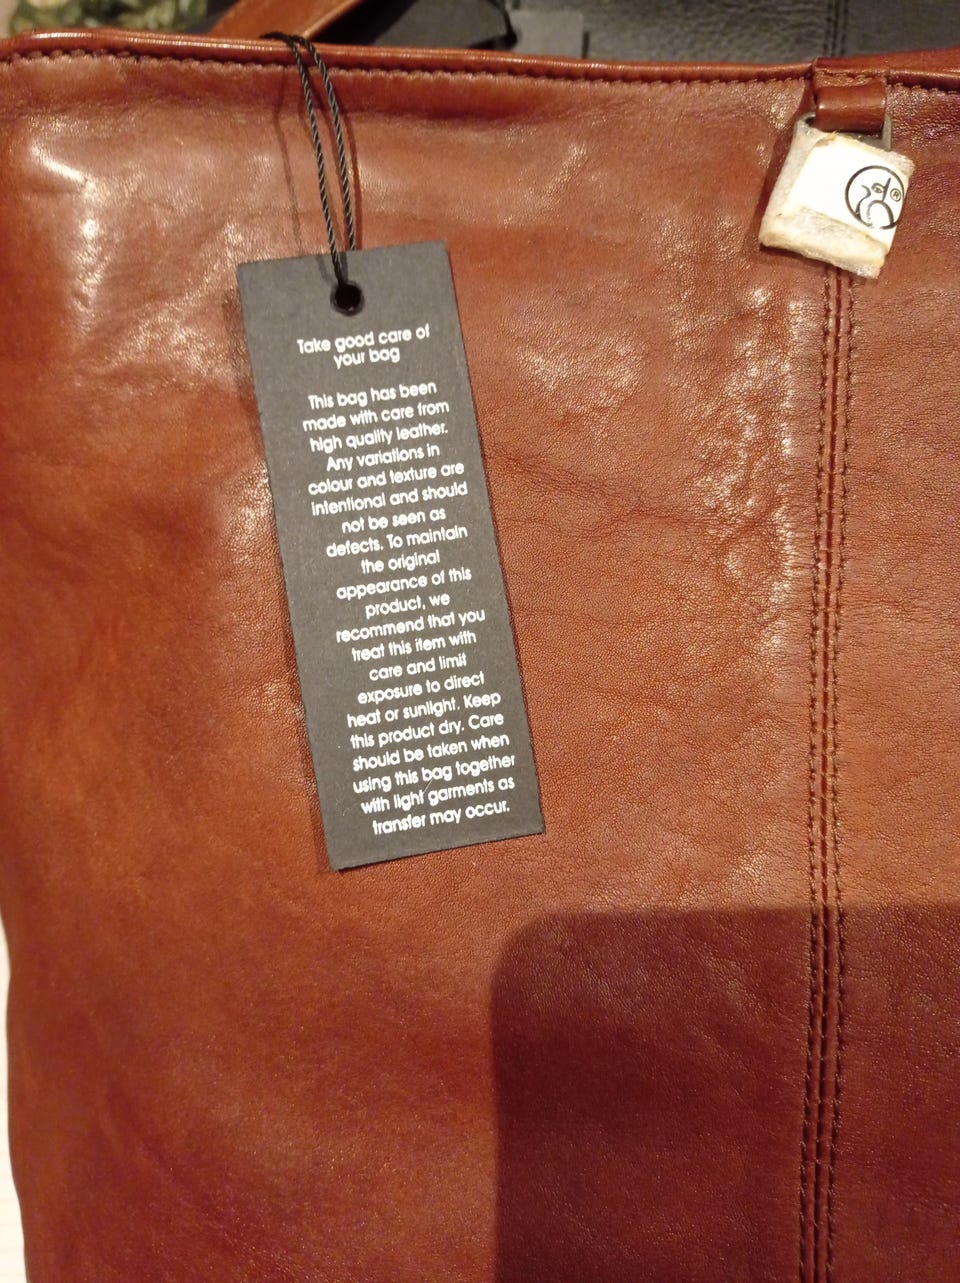 Take good care of
your bag
This bag has been
made with care from
high quality leather.
Any variations in
colour and texture are
intentional and should
not be seen as
defects. To maintain
the original
appearance of this
product, we
recommend that you
treat this item with
care and limit
exposure to direct
heat or sunlight. Keep
this product dry. Care
should be taken when
using this bag together
with light garments as
transfer may occur.
®